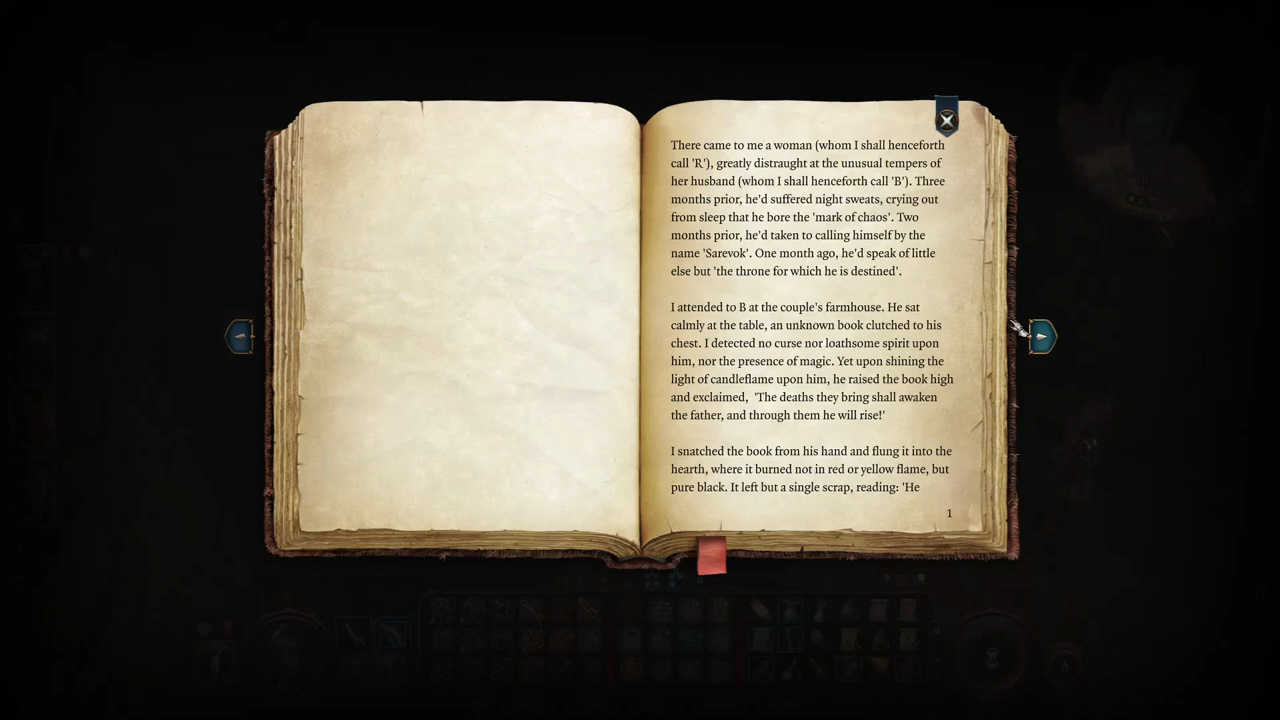 There came to me a woman (whom I shall henceforth
call 'R'), greatly distraught at the unusual tempers of
her husband (whom I shall henceforth call 'B'). Three
months prior, he'd suffered night sweats, crying out
from sleep that he bore the 'mark of chaos'. Two
months prior, he'd taken to calling himself by the
name 'Sarevok'. One month ago, he'd speak of little
else but 'the throne for which he is destined'.
I attended to B at the couple's farmhouse. He sat
calmly at the table, an unknown book clutched to his
chest. I detected no curse nor loathsome spirit upon
him, nor the presence of magic. Yet upon shining the
light of candleflame upon him, he raised the book high
and exclaimed,  'The deaths they bring shall awaken
the father, and through them he will rise!'
I snatched the book from his hand and flung it into the
hearth, where it burned not in red or yellow flame, but
pure black. It left but a single scrap, reading: 'He
1